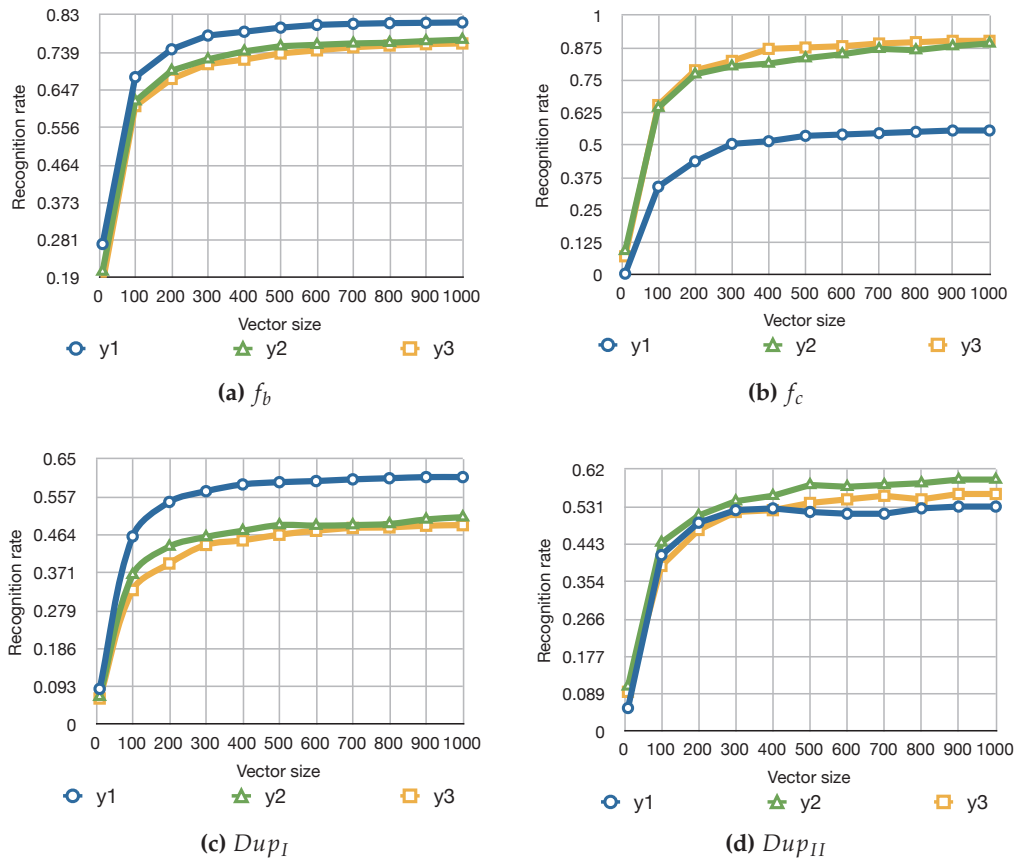 0.83
0.739
0.647
0.556
0.464
0.373
0.281
0.19
Recognition rate
0 100 200 300 400 500 600 700 800 900 1000
Vector size
y1 y2 y3
(a) f_b
1
0.875
0.75
0.625
0.5
0.375
0.25
0.125
0
Recognition rate
0 100 200 300 400 500 600 700 800 900 1000
Vector size
y1 y2 y3
(b) f_c
0.65
0.557
0.464
0.371
0.279
0.186
0.093
0
Recognition rate
0 100 200 300 400 500 600 700 800 900 1000
Vector size
y1 y2 y3
(c) Dup_I
0.62
0.531
0.443
0.354
0.266
0.177
0.089
0
Recognition rate
0 100 200 300 400 500 600 700 800 900 1000
Vector size
y1 y2 y3
(d) Dup_II